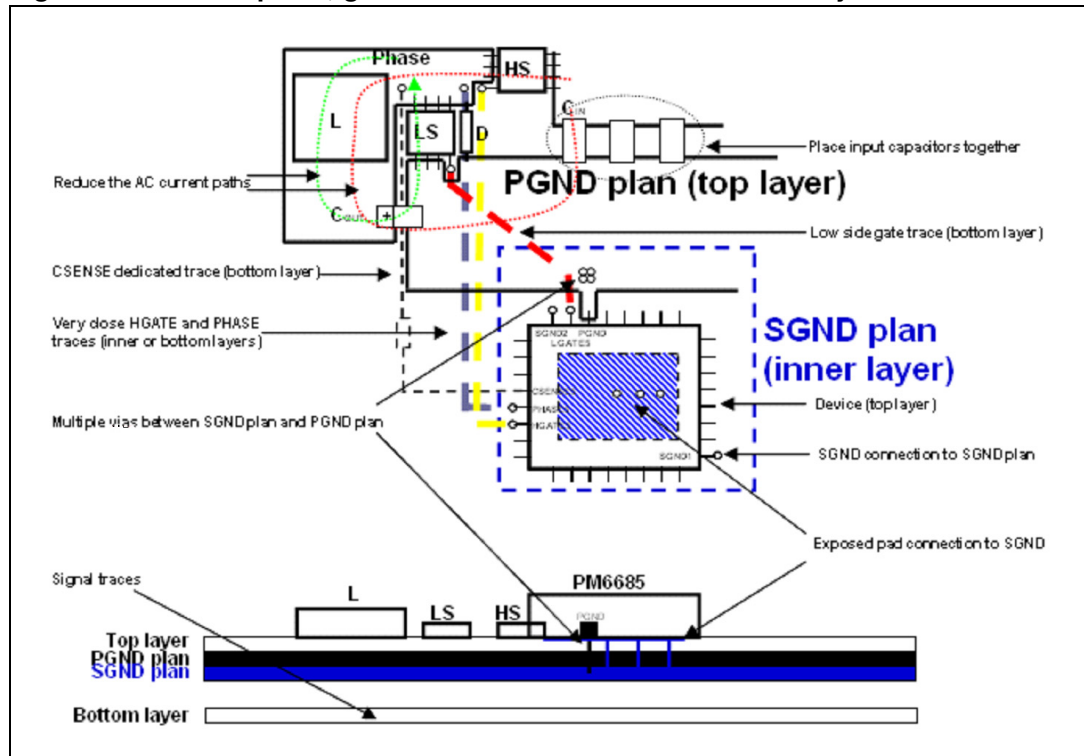 Phase
HS
L
LS
D
CIN
Place input capacitors together
PGND plan (top layer)
Reduce the AC current paths
+
Low side gate trace (bottom layer)
CSENSE dedicated trace (bottom layer)
Very close HGATE and PHASE
traces (inner or bottom layers)
SGND plan
(inner layer)
SGND2 PGND
LGATE5
CSENSE
PHASE
HGATE
Device (top layer)
Multiple vias between SGND plan and PGND plan
SGND1
SGND connection to SGND plan
Exposed pad connection to SGND
Signal traces
PM6685
L
LS
HS
PGND
Top layer
PGND plan
SGND plan
Bottom layer